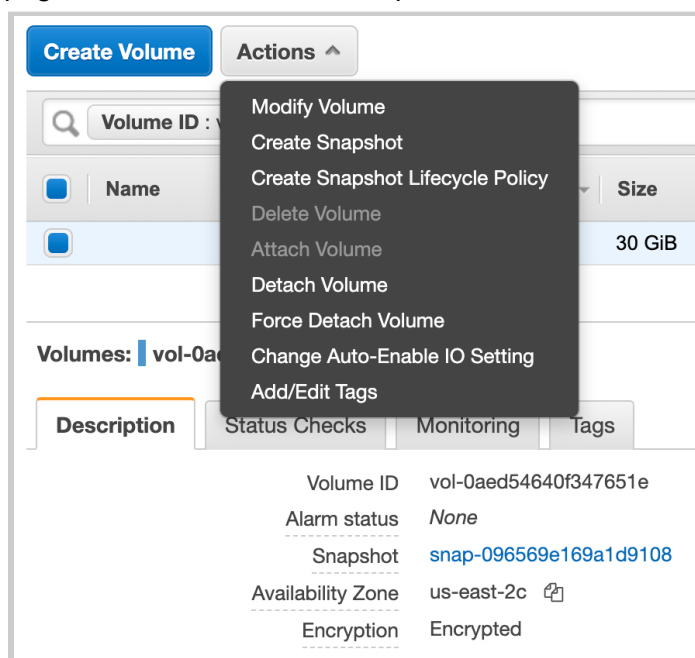 Create Volume Actions
Modify Volume
Volume ID :
Create Snapshot
Name Create Snapshot Lifecycle Policy Size
Delete Volume
Attach Volume 30 GiB
Detach Volume
Force Detach Volume
Volumes: vol-0ae Change Auto-Enable IO Setting
Add/Edit Tags
Description Status Checks Monitoring Tags
Volume ID vol-0aed54640f347651e
Alarm status None
Snapshot snap-096569e169a1d9108
Availability Zone us-east-2c
Encryption Encrypted